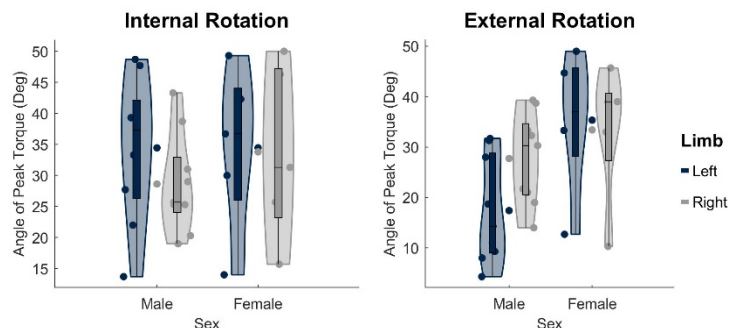 Internal Rotation
Angle of Peak Torque (Deg)
50
45
40
35
30
25
20
15
Male
Female
Sex
External Rotation
Angle of Peak Torque (Deg)
50
40
30
20
10
Male
Female
Sex
Limb
Left
Right